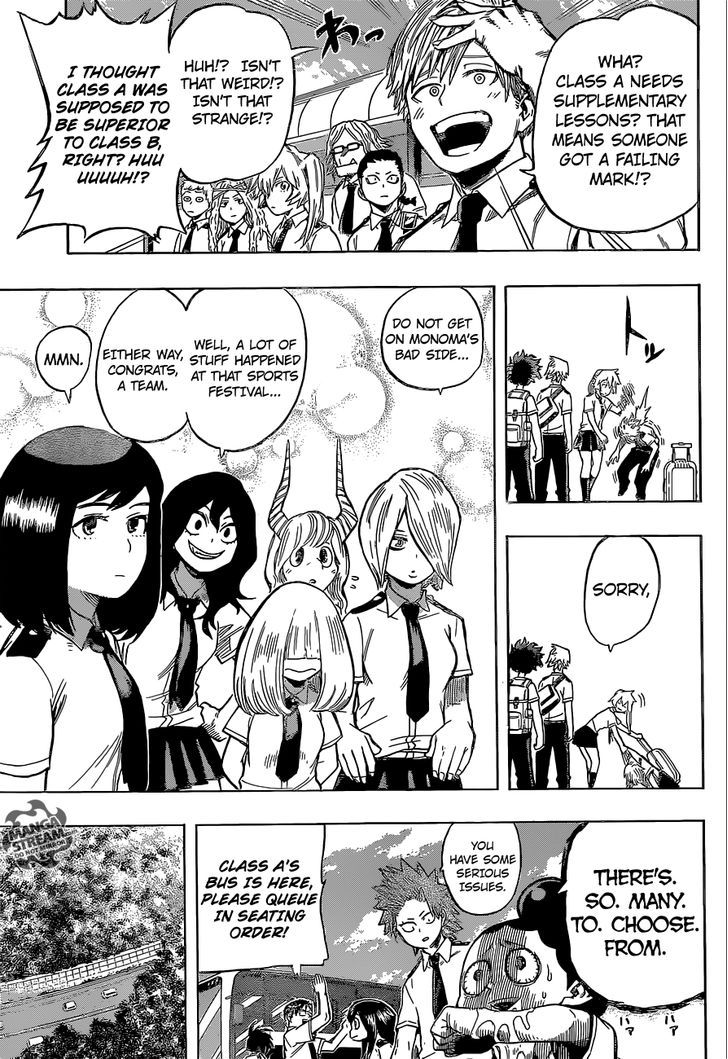 WHA?
CLASS A NEEDS
SUPPLEMENTARY
LESSONS? THAT
MEANS SOMEONE
GOT A FAILING
MARK!?
HUH!? ISN'T
THAT WEIRD!?
ISN'T THAT
STRANGE!?
I THOUGHT
CLASS A WAS
SUPPOSED TO
BE SUPERIOR
TO CLASS B,
RIGHT? HUU
UUUUH!?
DO NOT GET
ON MONOMA'S
BAD SIDE...
WELL, A LOT OF
STUFF HAPPENED
AT THAT SPORTS
FESTIVAL...
EITHER WAY,
CONGRATS,
A TEAM.
MMN.
SORRY,
THERE'S.
SO. MANY.
TO. CHOOSE.
FROM.
YOU
HAVE SOME
SERIOUS
ISSUES.
CLASS A'S
BUS IS HERE,
PLEASE QUEUE
IN SEATING
ORDER!
MANGA
STREAM